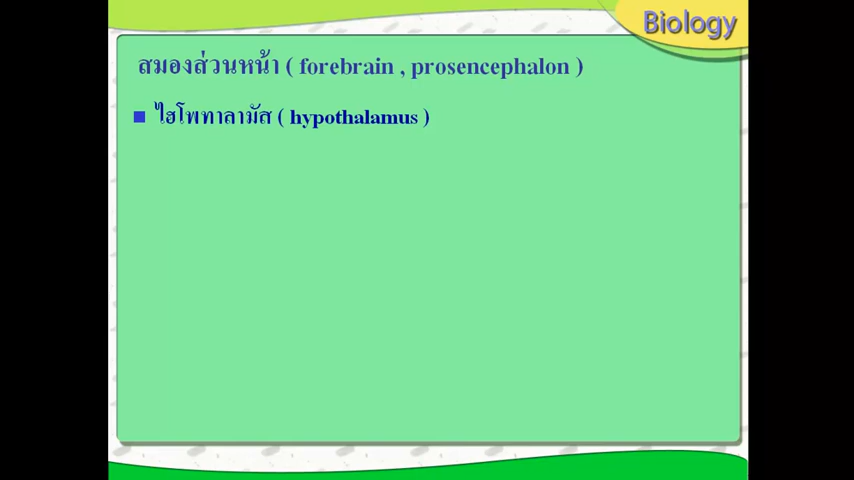 Biology
สมองส่วนหน้า ( forebrain , prosencephalon )
ไฮโพทาลามัส ( hypothalamus )